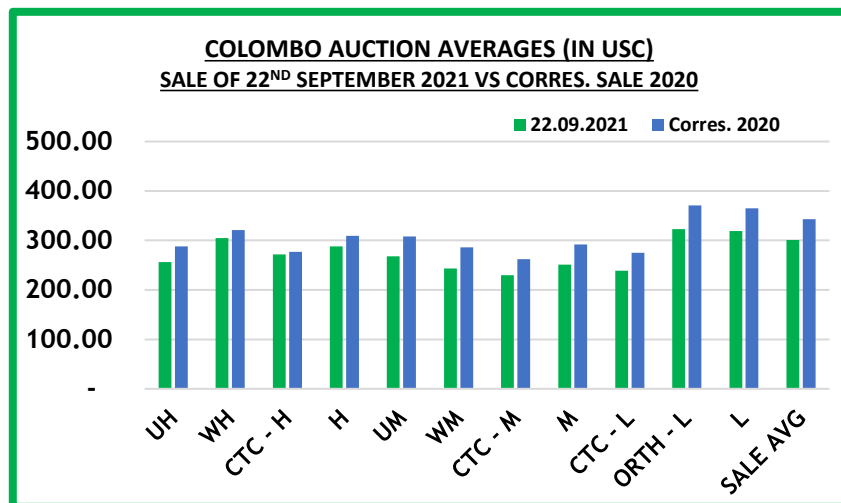 COLOMBO AUCTION AVERAGES (IN USC)
SALE OF 22ND SEPTEMBER 2021 VS CORRES. SALE 2020
22.09.2021 Corres. 2020
500.00
400.00
300.00
200.00
100.00
-
UH WH CTC - H H UM WM CTC - M M CTC - L ORTH - L L SALE AVG